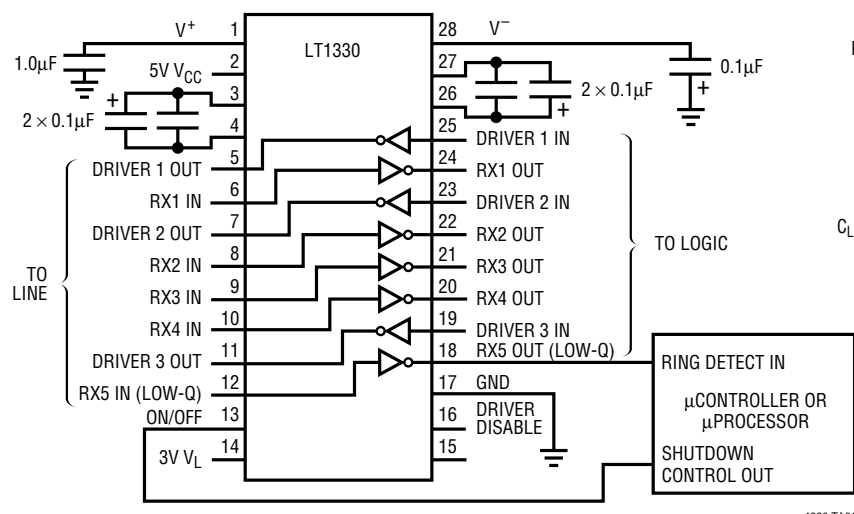 V⁺ 1
LT1330
28 V⁻
1.0µF
2
5V VCC
27
0.1µF
+
+
3
2 × 0.1µF
4
26
2 × 0.1µF
+
DRIVER 1 OUT 5
25 DRIVER 1 IN
RX1 IN 6
24 RX1 OUT
DRIVER 2 OUT 7
23 DRIVER 2 IN
RX2 IN 8
22 RX2 OUT
RX3 IN 9
21 RX3 OUT
RX4 IN 10
20 RX4 OUT
DRIVER 3 OUT 11
19 DRIVER 3 IN
RX5 IN (LOW-Q) 12
18 RX5 OUT (LOW-Q)
ON/OFF 13
17 GND
3V VL 14
16 DRIVER
DISABLE
15
TO
LINE
TO LOGIC
CL
RING DETECT IN
µCONTROLLER OR
µPROCESSOR
SHUTDOWN
CONTROL OUT